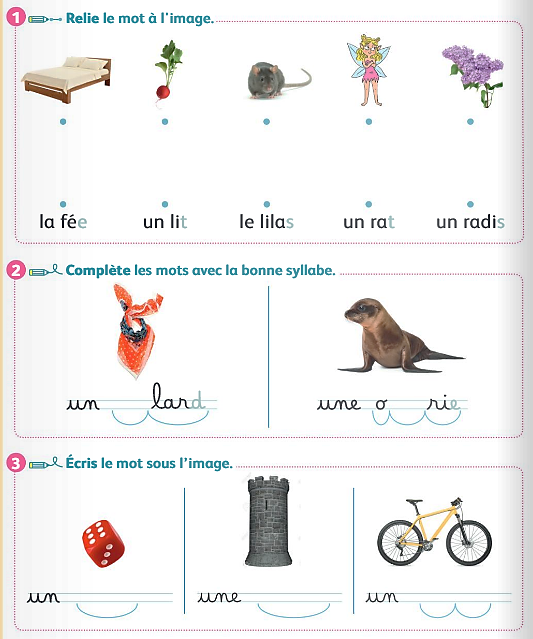 1 Relie le mot à l'image.
la fée un lit le lilas un rat un radis
2 Complète les mots avec la bonne syllabe.
un lard une o rie
3 Écris le mot sous l'image.
un une un